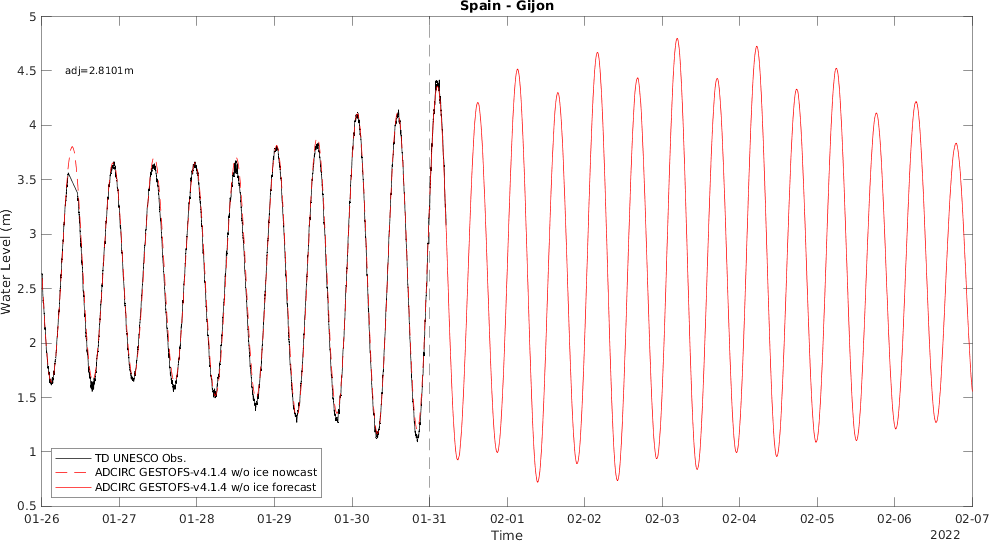 Spain - Gijon
5
4.5
4
3.5
3
2.5
2
1.5
1
0.5
Water Level (m)
adj=2.8101m
TD UNESCO Obs.
ADCIRC GESTOFS-v4.1.4 w/o ice nowcast
ADCIRC GESTOFS-v4.1.4 w/o ice forecast
01-26 01-27 01-28 01-29 01-30 01-31 02-01 02-02 02-03 02-04 02-05 02-06 02-07
Time
2022